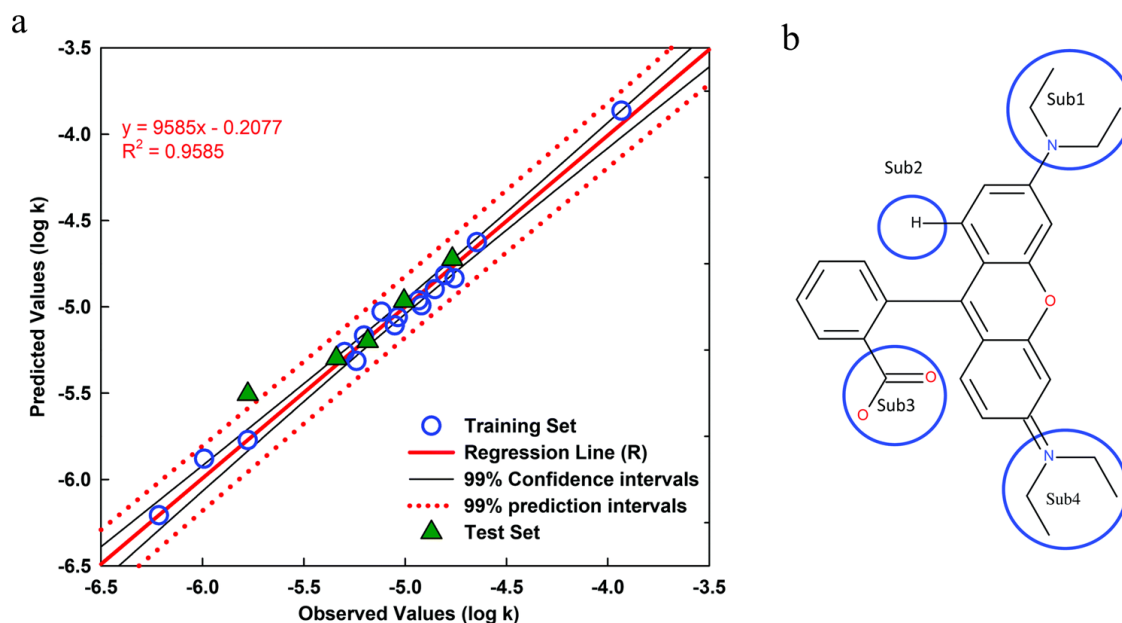 a
b
y = 9585x - 0.2077
R² = 0.9585
Predicted Values (log k)
-3.5
-4.0
-4.5
-5.0
-5.5
-6.0
-6.5
-6.5
-6.0
-5.5
-5.0
-4.5
-4.0
-3.5
Observed Values (log k)
Training Set
Regression Line (R)
99% Confidence intervals
99% prediction intervals
Test Set
Sub1
N
Sub2
H
O
O
Sub3
O
N
Sub4